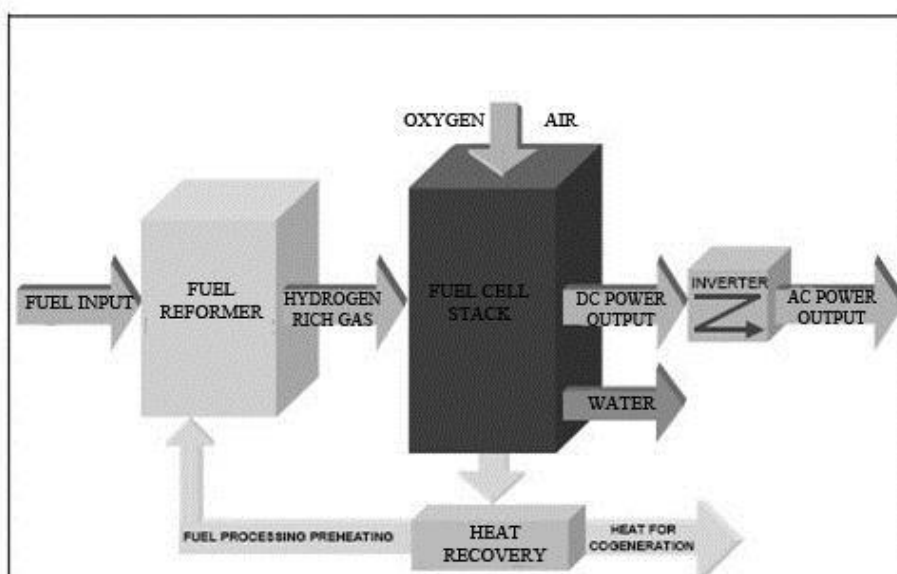 OXYGEN AIR
FUEL INPUT
FUEL
REFORMER
HYDROGEN
RICH GAS
FUEL CELL
STACK
DC POWER
OUTPUT
INVERTER
AC POWER
OUTPUT
WATER
FUEL PROCESSING PREHEATING
HEAT
RECOVERY
HEAT FOR
COGENERATION